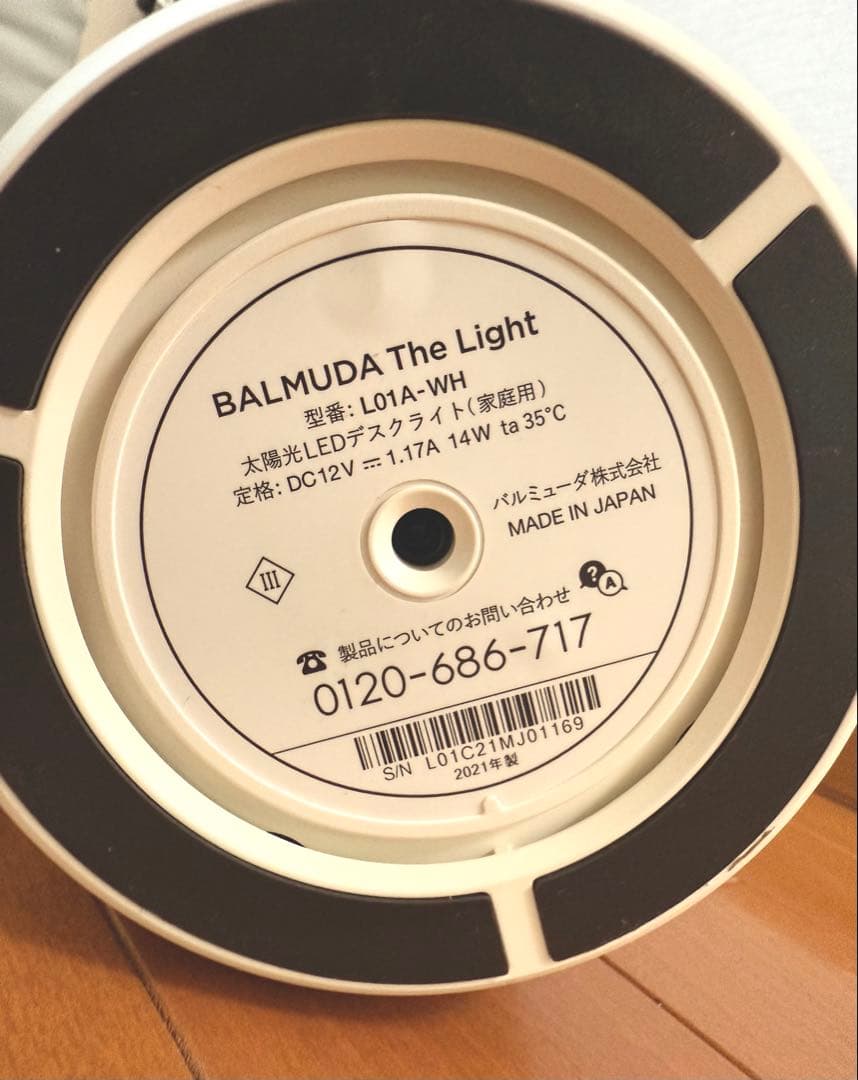 BALMUDA The Light
型番: L01A-WH
太陽光LEDデスクライト(家庭用)
定格: DC12V ⎓ 1.17A 14W ta 35°C
バルミューダ株式会社
MADE IN JAPAN
III
製品についてのお問い合わせ
? A
0120-686-717
S/N L01C21MJ01169
2021年製